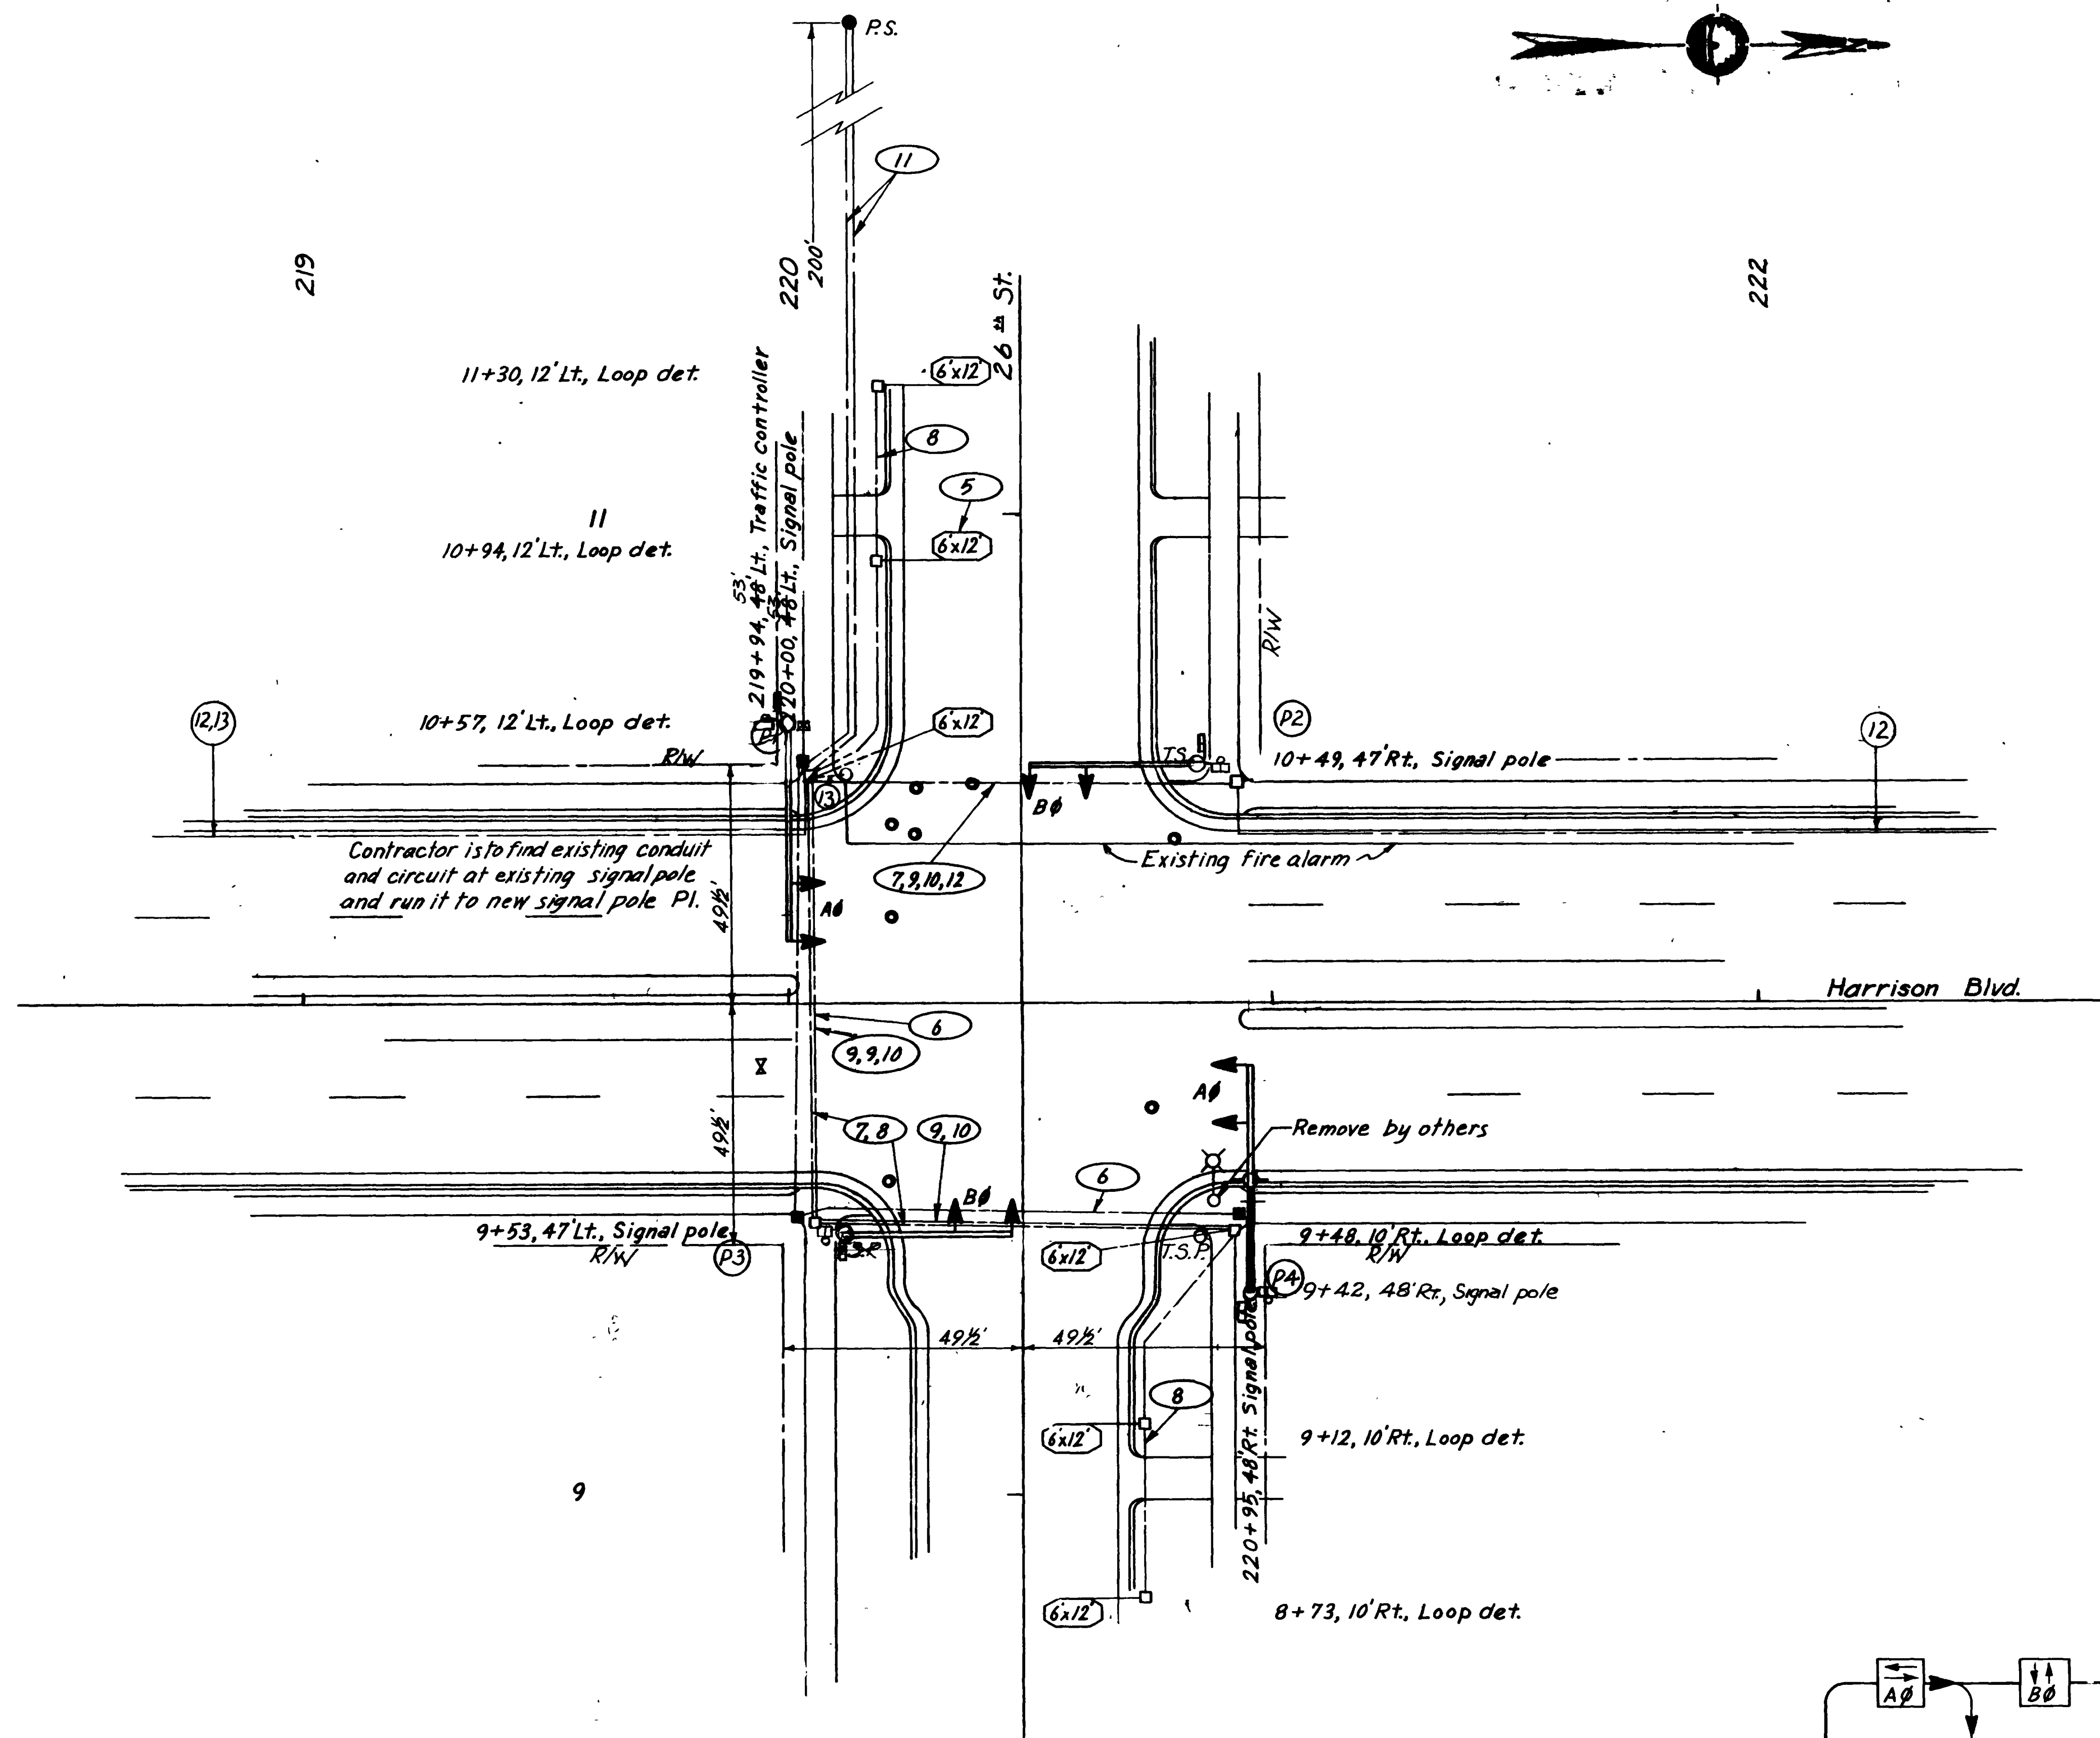 P.S.
11
219
220
200'
26 th St.
222
11+30, 12' Lt., Loop det.
6'x12'
8
5
11
10+94, 12' Lt., Loop det.
6'x12'
219+94, 48' Lt., Traffic controller
53'
220+00, 48' Lt., Signal pole
53'
R/W
12,13
10+57, 12' Lt., Loop det.
6'x12'
P2
12
R/W
T.S.
10+49, 47' Rt., Signal pole
13
BØ
Contractor is to find existing conduit
and circuit at existing signal pole
and run it to new signal pole P1.
Existing fire alarm
7,9,10,12
49½'
AØ
Harrison Blvd.
6
9,9,10
AØ
49½'
7,8
9,10
Remove by others
6
BØ
9+53, 47' Lt., Signal pole
R/W
P3
6'x12'
T.S.P.
9+48, 10' Rt., Loop det.
R/W
P4
9+42, 48' Rt., Signal pole
49½'
49½'
8
220+95, 48' Rt. Signal pole
6'x12'
9+12, 10' Rt., Loop det.
9
6'x12'
8+73, 10' Rt., Loop det.
AØ
BØ